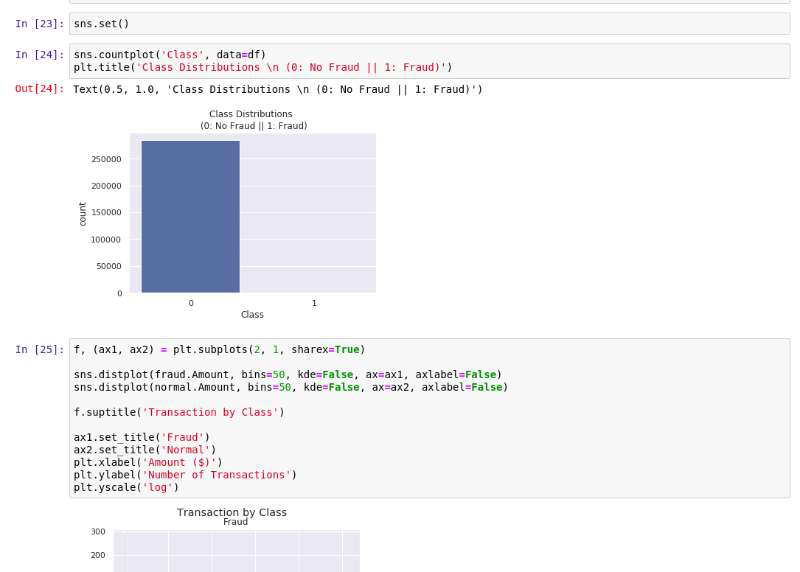 In [23]: sns.set()
In [24]: sns.countplot('Class', data=df)
plt.title('Class Distributions \n (0: No Fraud || 1: Fraud)')
Out[24]: Text(0.5, 1.0, 'Class Distributions \n (0: No Fraud || 1: Fraud)')
Class Distributions
(0: No Fraud || 1: Fraud)
250000
200000
150000
100000
50000
0
count
0 1
Class
In [25]: f, (ax1, ax2) = plt.subplots(2, 1, sharex=True)
sns.distplot(fraud.Amount, bins=50, kde=False, ax=ax1, axlabel=False)
sns.distplot(normal.Amount, bins=50, kde=False, ax=ax2, axlabel=False)
f.suptitle('Transaction by Class')
ax1.set_title('Fraud')
ax2.set_title('Normal')
plt.xlabel('Amount ($)')
plt.ylabel('Number of Transactions')
plt.yscale('log')
Transaction by Class
Fraud
300
200